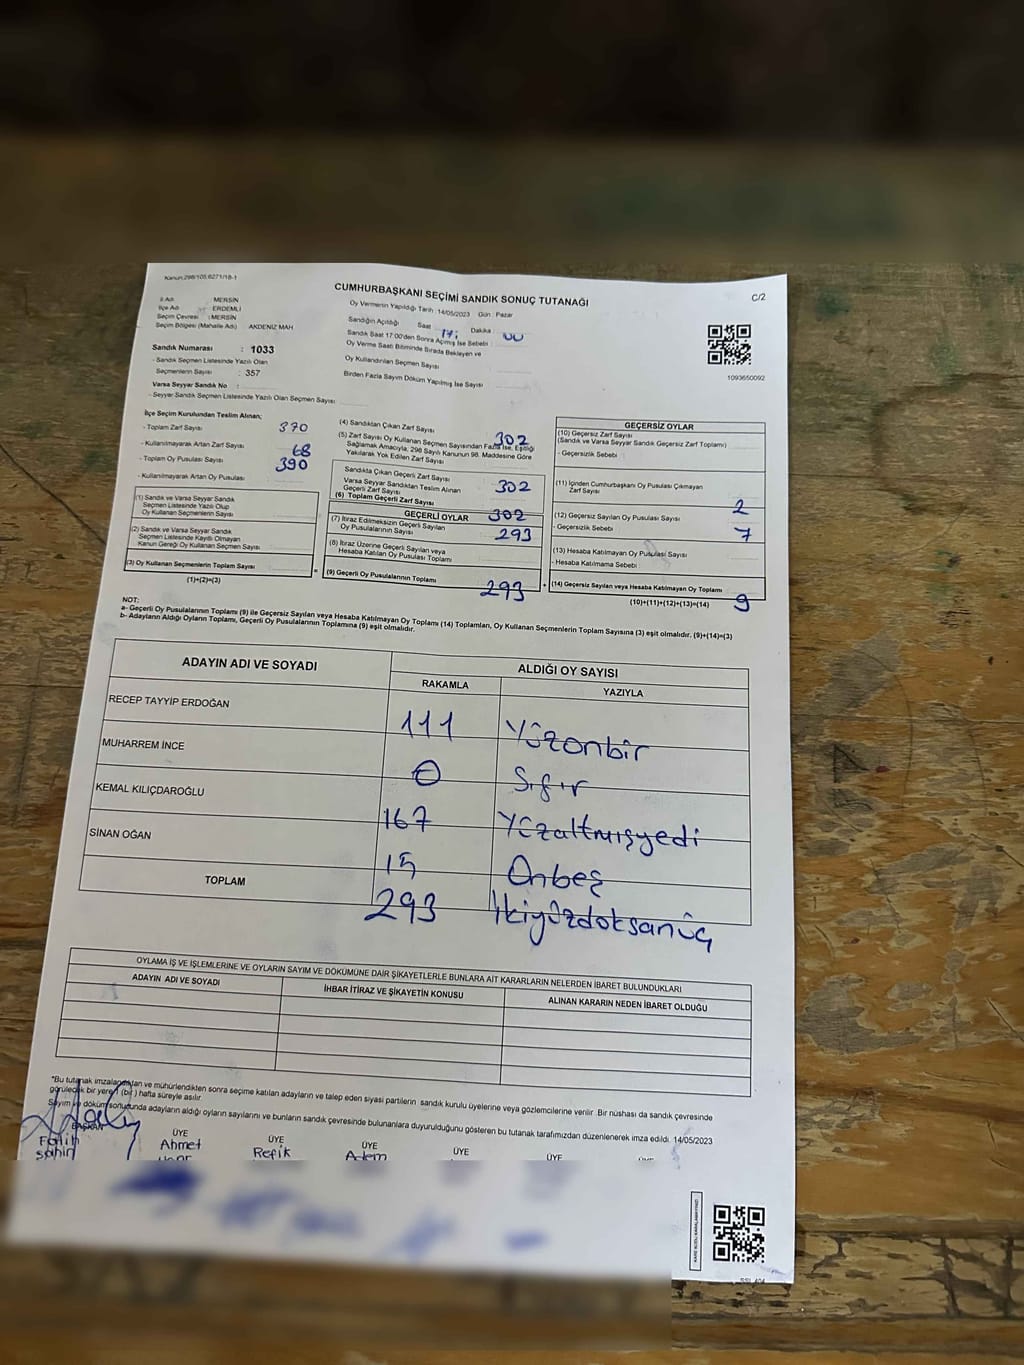 Kanun:298/105,6271/18-1
CUMHURBAŞKANI SEÇİMİ SANDIK SONUÇ TUTANAĞI
C/2
İl Adı : MERSİN
İlçe Adı : ERDEMLİ
Seçim Çevresi : MERSİN
Seçim Bölgesi (Mahalle Adı) AKDENİZ MAH
Oy Vermenin Yapıldığı Tarih 14/05/2023 Gün : Pazar
Sandığın Açıldığı Saat 17: Dakika : 00
Sandık Saat 17:00'den Sonra Açılmış İse Sebebi :
Oy Verme Saati Bitiminde Sırada Bekleyen ve
Oy Kullandırılan Seçmen Sayısı
Birden Fazla Sayım Döküm Yapılmış İse Sayısı
1093650092
Sandık Numarası : 1033
- Sandık Seçmen Listesinde Yazılı Olan
Seçmenlerin Sayısı : 357
Varsa Seyyar Sandık No :
- Seyyar Sandık Seçmen Listesinde Yazılı Olan Seçmen Sayısı
İlçe Seçim Kurulundan Teslim Alınan;
- Toplam Zarf Sayısı 370
- Kullanılmayarak Artan Zarf Sayısı 68
- Toplam Oy Pusulası Sayısı 390
- Kullanılmayarak Artan Oy Pusulası
(1) Sandık ve Varsa Seyyar Sandık
Seçmen Listesinde Yazılı Olup
Oy Kullanan Seçmenlerin Sayısı
(2) Sandık ve Varsa Seyyar Sandık
Seçmen Listesinde Kayıtlı Olmayan
Kanun Gereği Oy Kullanan Seçmen Sayısı
(3) Oy Kullanan Seçmenlerin Toplam Sayısı
(1)+(2)=(3)
(4) Sandıktan Çıkan Zarf Sayısı 302
(5) Zarf Sayısı Oy Kullanan Seçmen Sayısından Fazla İse, Eşitliği
Sağlamak Amacıyla, 298 Sayılı Kanunun 98. Maddesine Göre
Yakılarak Yok Edilen Zarf Sayısı
Sandıkta Çıkan Geçerli Zarf Sayısı
Varsa Seyyar Sandıktan Teslim Alınan
Geçerli Zarf Sayısı 302
(6) Toplam Geçerli Zarf Sayısı
GEÇERLİ OYLAR 302
(7) İtiraz Edilmeksizin Geçerli Sayılan
Oy Pusulalarının Sayısı 293
(8) İtiraz Üzerine Geçerli Sayılan veya
Hesaba Katılan Oy Pusulası Toplamı
(9) Geçerli Oy Pusulalarının Toplamı 293
GEÇERSİZ OYLAR
(10) Geçersiz Zarf Sayısı
(Sandık ve Varsa Seyyar Sandık Geçersiz Zarf Toplamı)
- Geçersizlik Sebebi
(11) İçinden Cumhurbaşkanı Oy Pusulası Çıkmayan
Zarf Sayısı 2
(12) Geçersiz Sayılan Oy Pusulası Sayısı
- Geçersizlik Sebebi : 7
(13) Hesaba Katılmayan Oy Pusulası Sayısı
- Hesaba Katılmama Sebebi
(14) Geçersiz Sayılan veya Hesaba Katılmayan Oy Toplamı 9
(10)+(11)+(12)+(13)=(14)
NOT:
a- Geçerli Oy Pusulalarının Toplamı (9) ile Geçersiz Sayılan veya Hesaba Katılmayan Oy Toplamı (14) Toplamları, Oy Kullanan Seçmenlerin Toplam Sayısına (3) eşit olmalıdır. (9)+(14)=(3)
b- Adayların Aldığı Oyların Toplamı, Geçerli Oy Pusulalarının Toplamına (9) eşit olmalıdır.
ADAYIN ADI VE SOYADI ALDIĞI OY SAYISI
RAKAMLA YAZIYLA
RECEP TAYYİP ERDOĞAN 111 Yüzonbir
MUHARREM İNCE 0 Sıfır
KEMAL KILIÇDAROĞLU 167 Yüzaltmışyedi
SİNAN OĞAN 15 Onbeş
TOPLAM 293 İkiyüzdoksanüç
OYLAMA İŞ VE İŞLEMLERİNE VE OYLARIN SAYIM VE DÖKÜMÜNE DAİR ŞİKAYETLERLE BUNLARA AİT KARARLARIN NELERDEN İBARET BULUNDUKLARI
ADAYIN ADI VE SOYADI İHBAR İTİRAZ VE ŞİKAYETİN KONUSU ALINAN KARARIN NEDEN İBARET OLDUĞU
*Bu tutanak imzalandıktan ve mühürlendikten sonra seçime katılan adayların ve talep eden siyasi partilerin sandık kurulu üyelerine veya gözlemcilerine verilir. Bir nüshası da sandık çevresinde
görülecek bir yere 1 (bir) hafta süreyle asılır.
Sayım ve dökümü sonucunda adayların aldığı oyların sayılarını ve bunların sandık çevresinde bulunanlara duyurulduğunu gösteren bu tutanak tarafımızdan düzenlenerek imza edildi. 14/05/2023
BAŞKAN ÜYE ÜYE ÜYE ÜYE ÜYE
Fatih Ahmet Refik Adem
Şahin